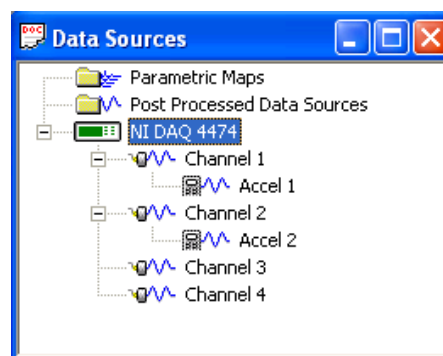 DOC
Data Sources
Parametric Maps
Post Processed Data Sources
NI DAQ 4474
Channel 1
Accel 1
Channel 2
Accel 2
Channel 3
Channel 4